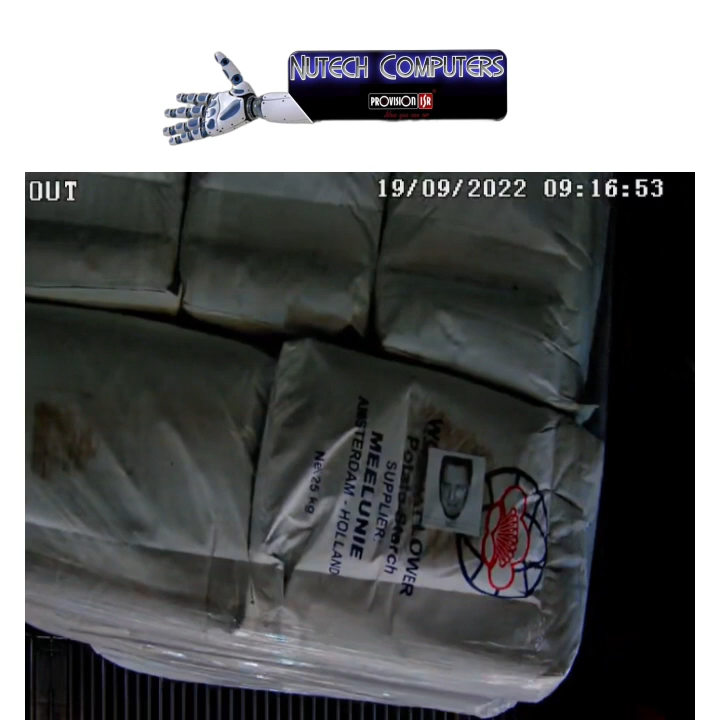 NUTECH COMPUTERS
PROVISION ISR
OUT
19/09/2022 09:16:53
Potato Starch
SUPPLIER:
MEELUNIE
AMSTERDAM - HOLLAND
Net 25 kg